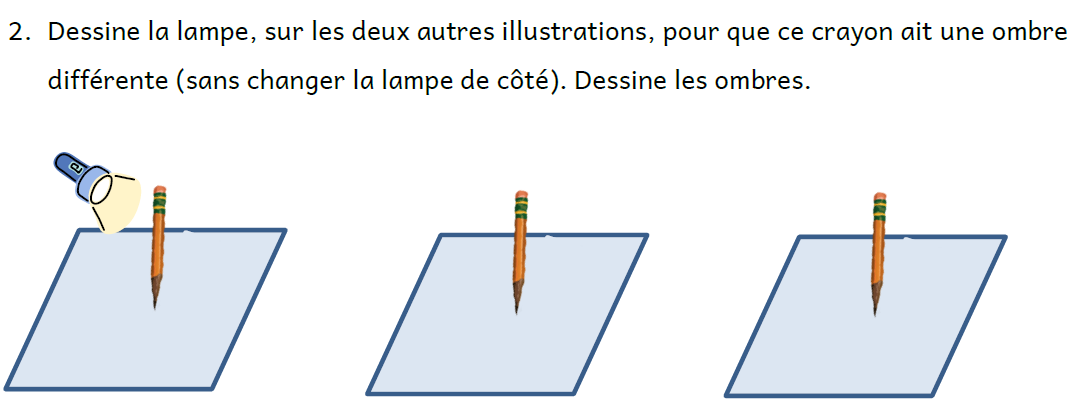 2. Dessine la lampe, sur les deux autres illustrations, pour que ce crayon ait une ombre
différente (sans changer la lampe de côté). Dessine les ombres.